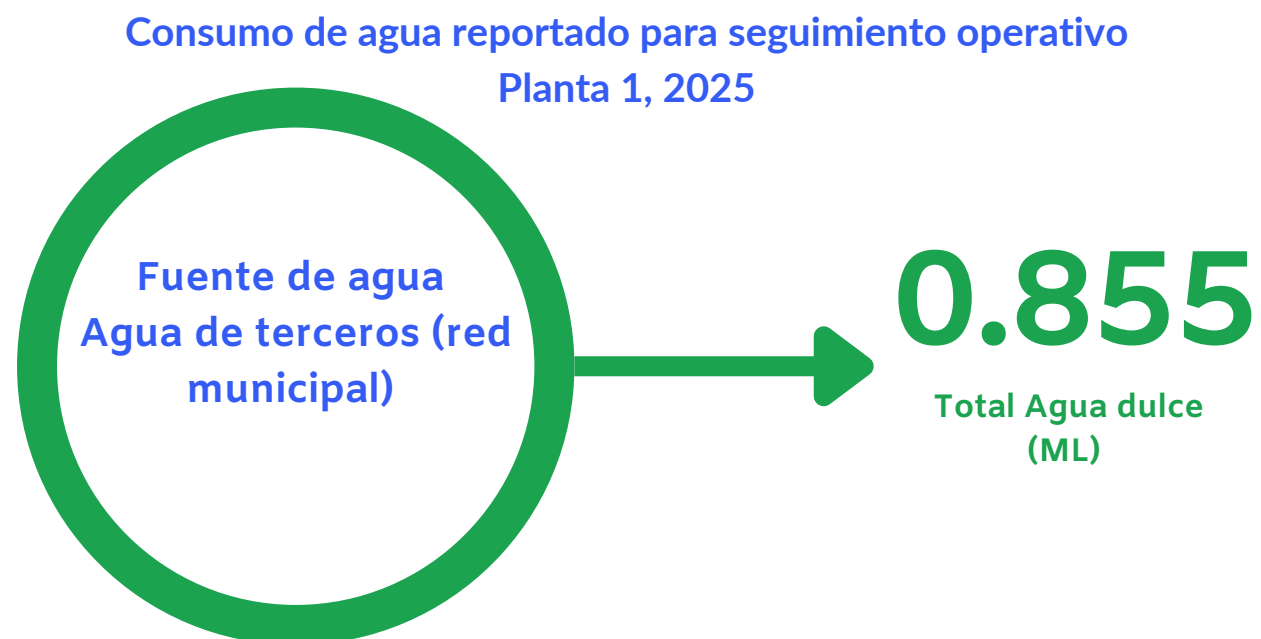 Consumo de agua reportado para seguimiento operativo
Planta 1, 2025
Fuente de agua
Agua de terceros (red
municipal)
0.855
Total Agua dulce
(ML)